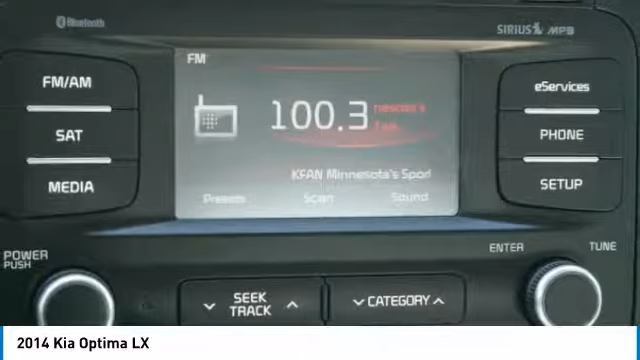 Bluetooth
SIRIUS MP3
FM
FM/AM
eServices
100.3
SAT
PHONE
KFAN Minnesota's Spor
MEDIA
SETUP
Presets
Scan
Sound
POWER
PUSH
ENTER
TUNE
SEEK
TRACK
CATEGORY
2014 Kia Optima LX